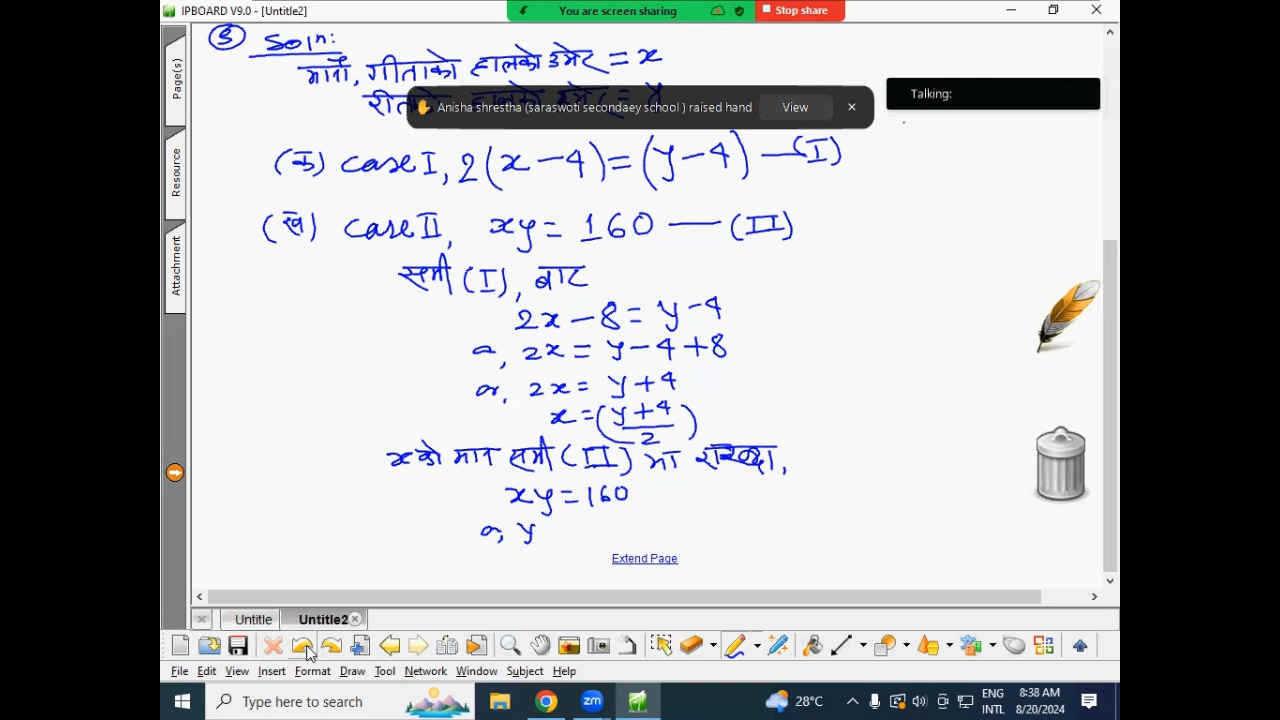 IPBOARD V9.0 - [Untitle2]
You are screen sharing
Stop share
Page(s)
Resource
Attachment
Talking:
③ Solⁿ:
मानौ, गीताको हालको उमेर = x
Anisha shrestha (saraswoti secondaey school ) raised hand View
(क) case I, 2(x-4)=(y-4) —(I)
(ख) case II, xy = 160 — (II)
समी (I), बाट
2x - 8 = y - 4
or, 2x = y - 4 + 8
or, 2x = y + 4
x = (y+4/2)
xको मान समी (II) मा राख्दा,
xy = 160
or, y
Extend Page
Untitle Untitle2
File Edit View Insert Format Draw Tool Network Window Subject Help
Type here to search
zm
28°C
ENG
INTL
8:38 AM
8/20/2024